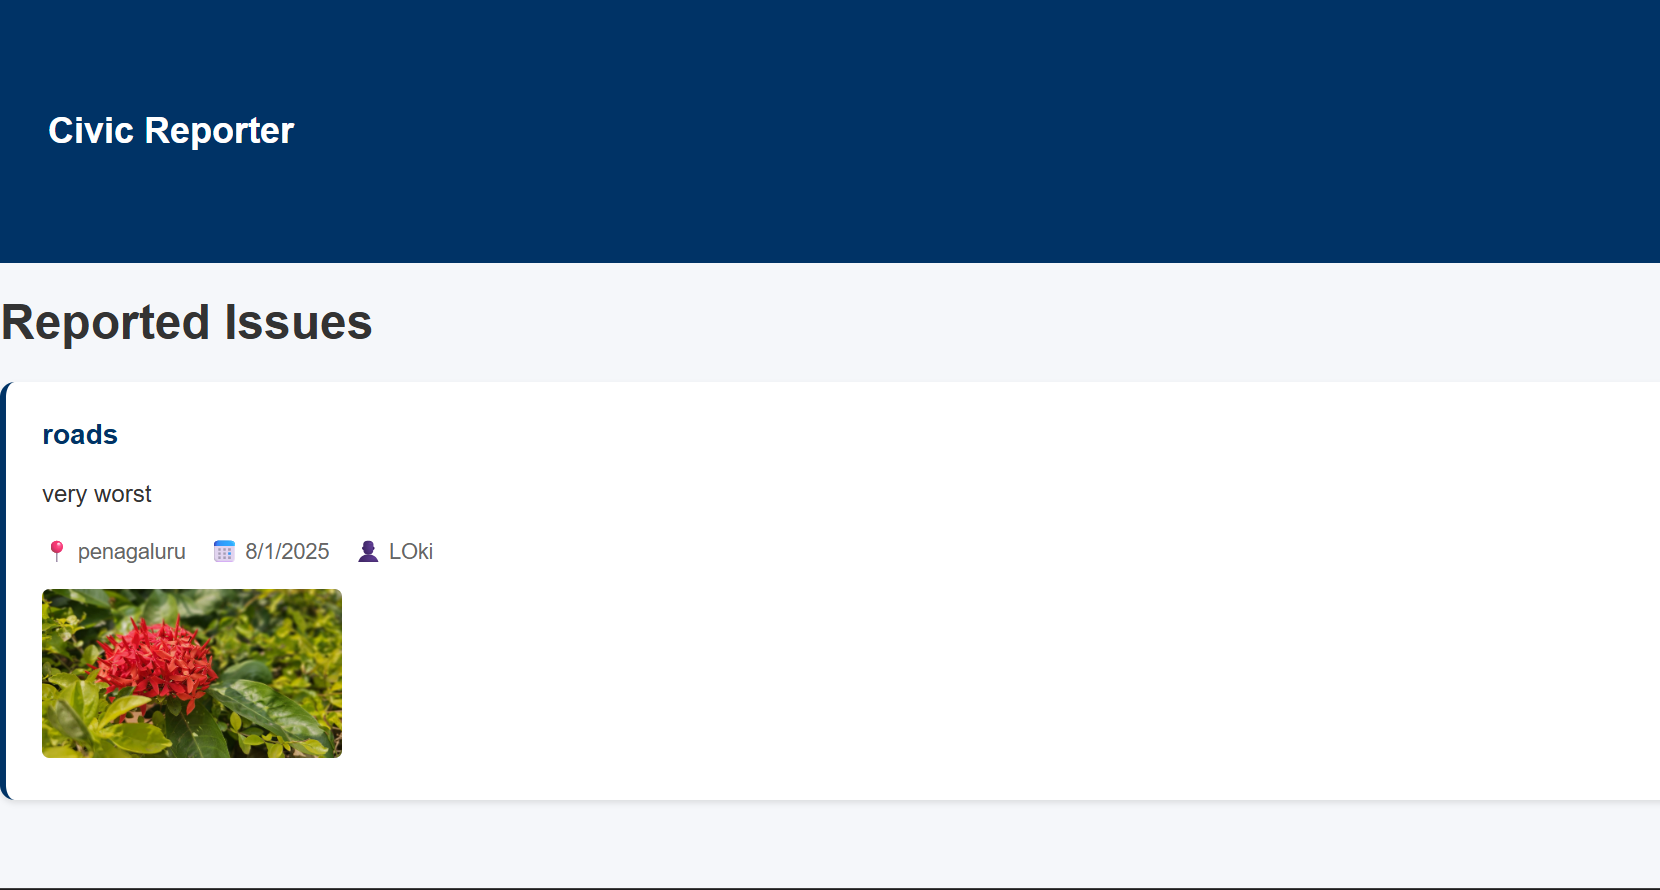 Civic Reporter
Reported Issues
roads
very worst
penagaluru 8/1/2025 LOki